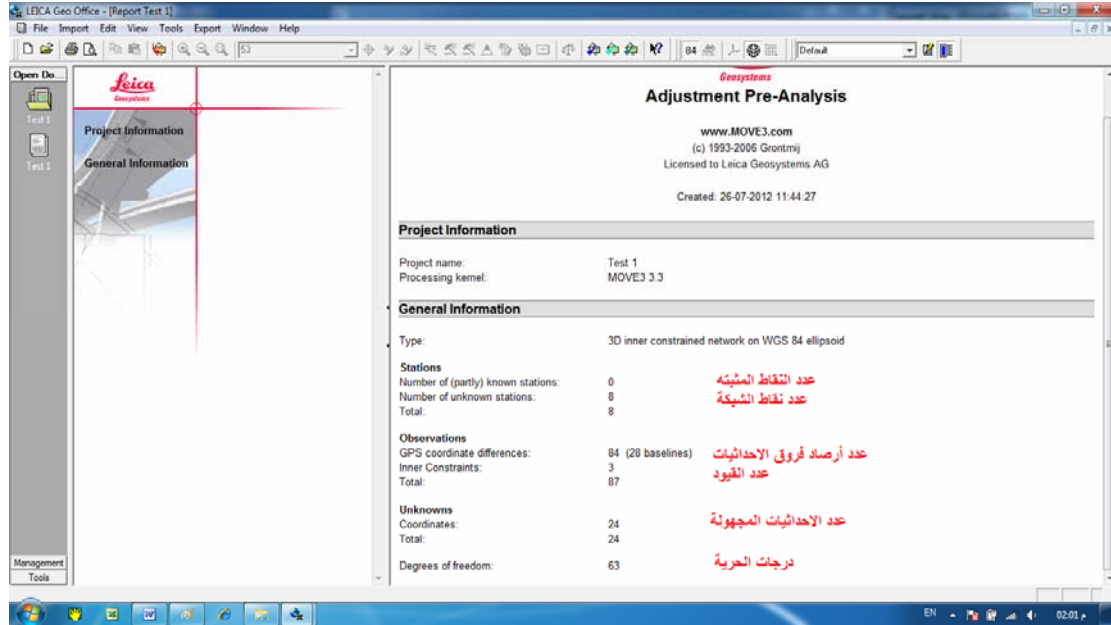 LEICA Geo Office - [Report Test 1]
File Import Edit View Tools Export Window Help
53
84
Default
Open Do...
Test 1
Test 1
Leica
Geosystems
Project Information
General Information
Geosystems
Adjustment Pre-Analysis
www.MOVE3.com
(c) 1993-2006 Grontmij
Licensed to Leica Geosystems AG
Created: 26-07-2012 11:44:27
Project Information
Project name: Test 1
Processing kernel: MOVE3 3.3
General Information
Type: 3D inner constrained network on WGS 84 ellipsoid
Stations
Number of (partly) known stations: 0 عدد النقاط المثبته
Number of unknown stations: 8 عدد نقاط الشبكة
Total: 8
Observations
GPS coordinate differences: 84 (28 baselines) عدد أرصاد فروق الاحداثيات
Inner Constraints: 3 عدد القيود
Total: 87
Unknowns
Coordinates: 24 عدد الاحداثيات المجهولة
Total: 24
Degrees of freedom: 63 درجات الحرية
Management
Tools
EN
02:01 م